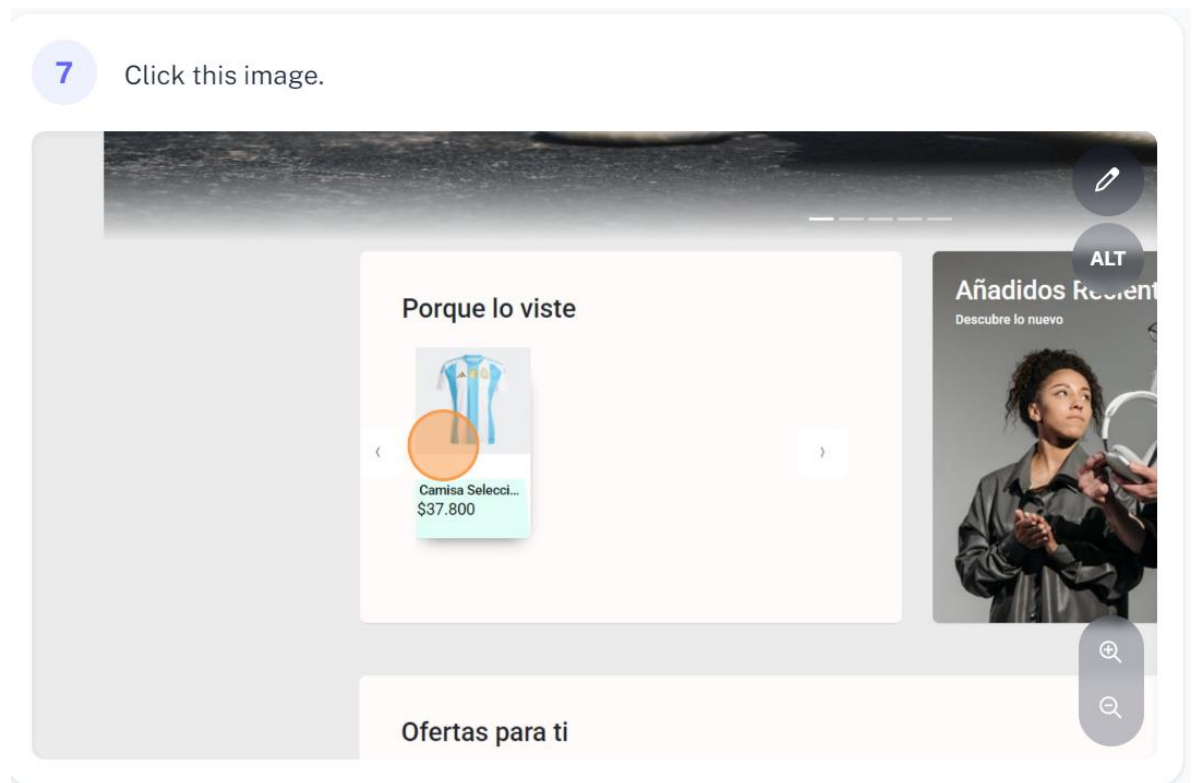 7 Click this image.
ALT
Porque lo viste
Añadidos Recient
Descubre lo nuevo
Camisa Selecci...
$37.800
Ofertas para ti